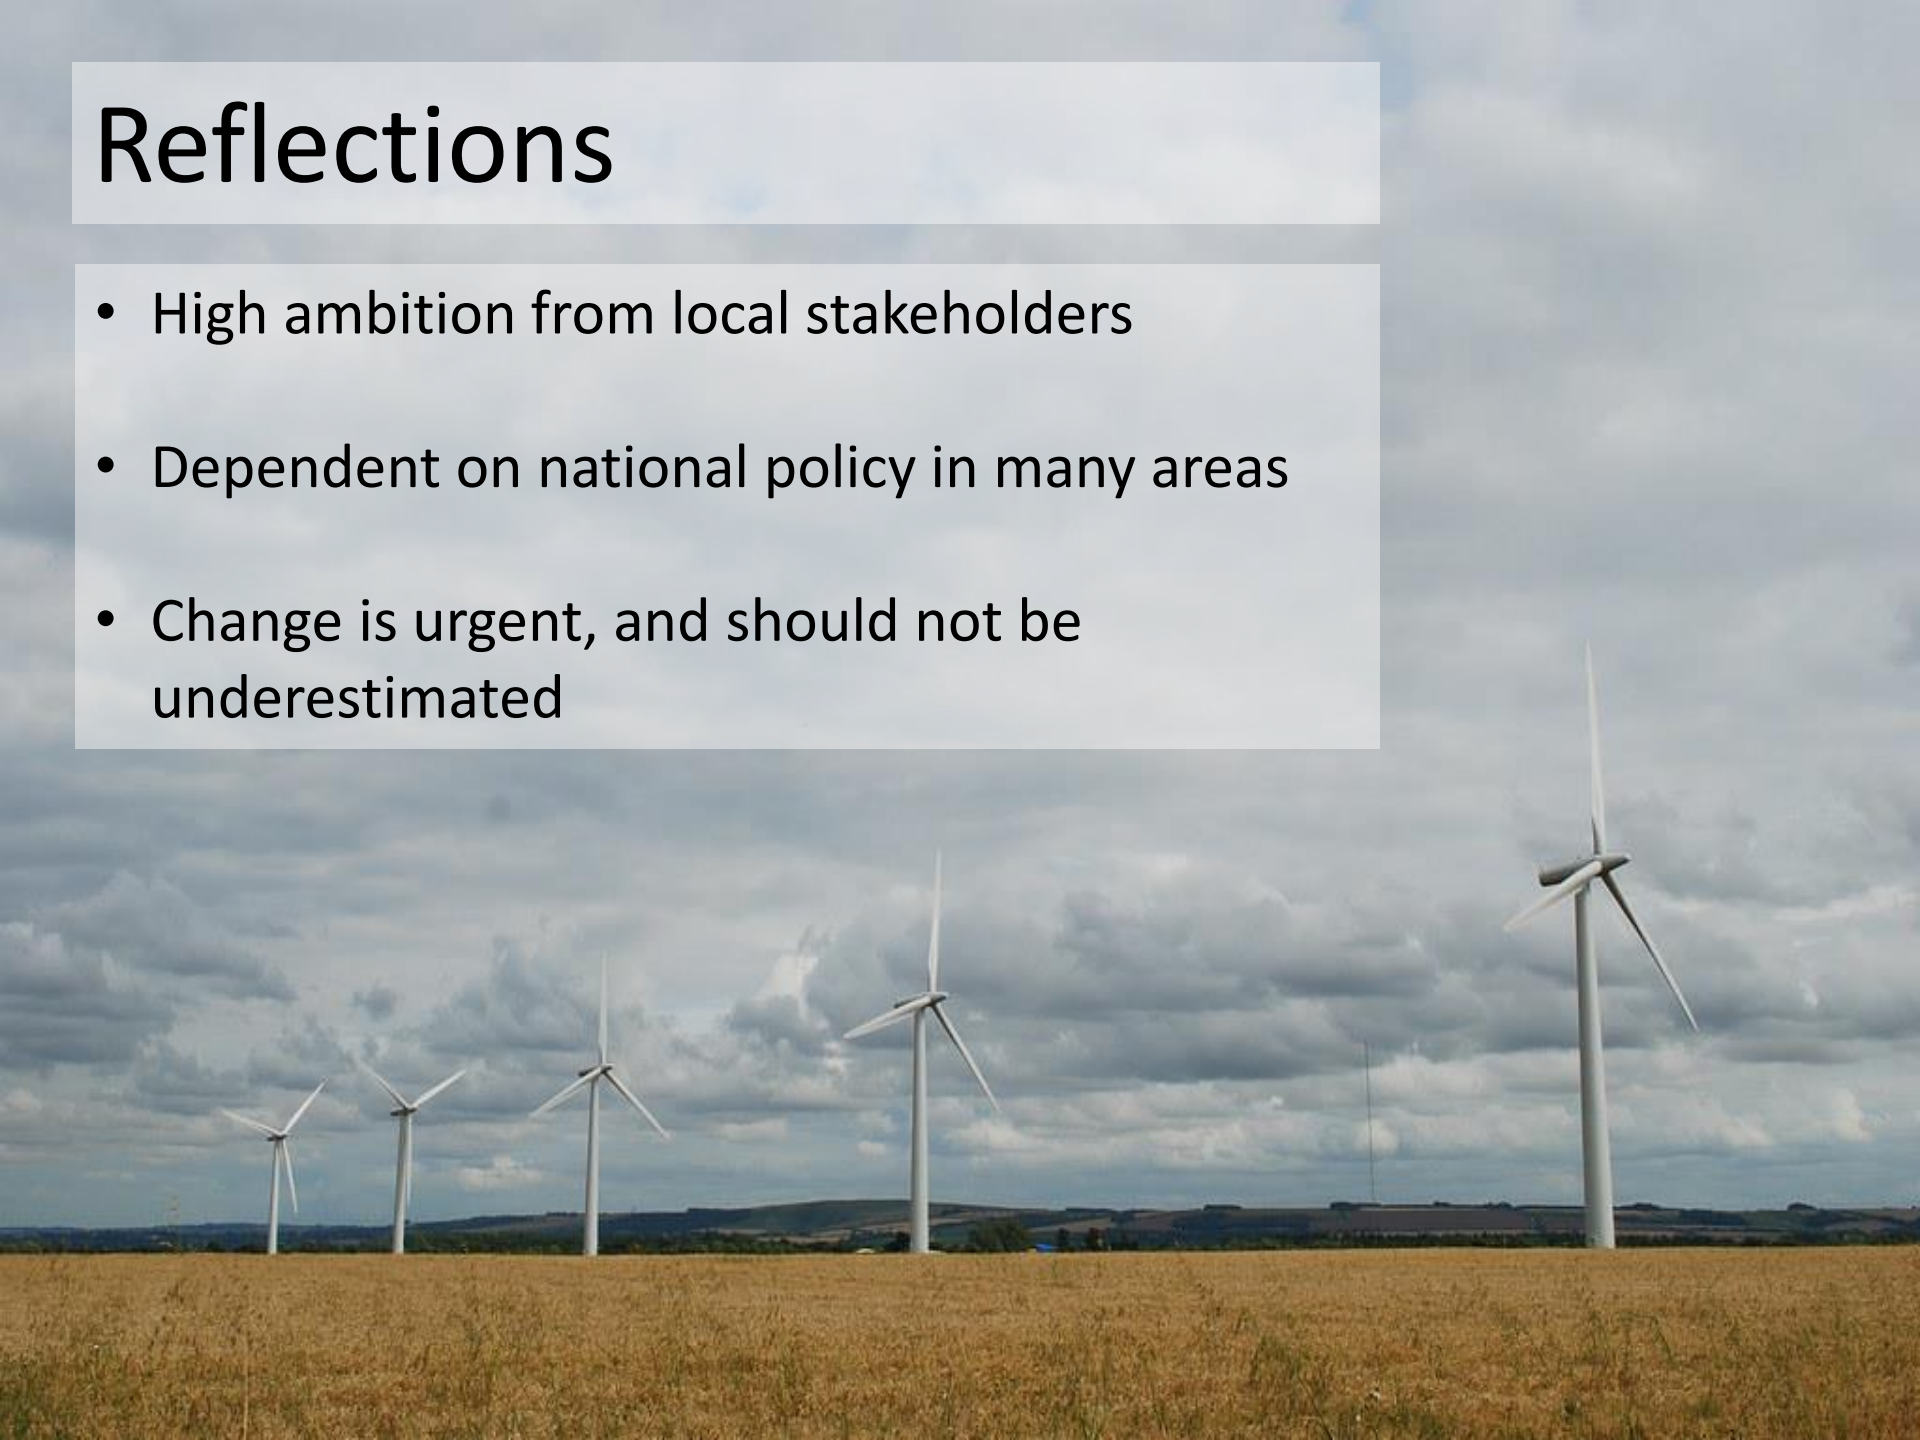 Reflections
• High ambition from local stakeholders
• Dependent on national policy in many areas
• Change is urgent, and should not be
underestimated